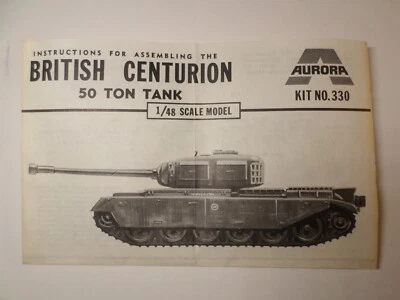 INSTRUCTIONS FOR ASSEMBLING THE
BRITISH CENTURION
50 TON TANK
1/48 SCALE MODEL
AURORA
KIT NO.330